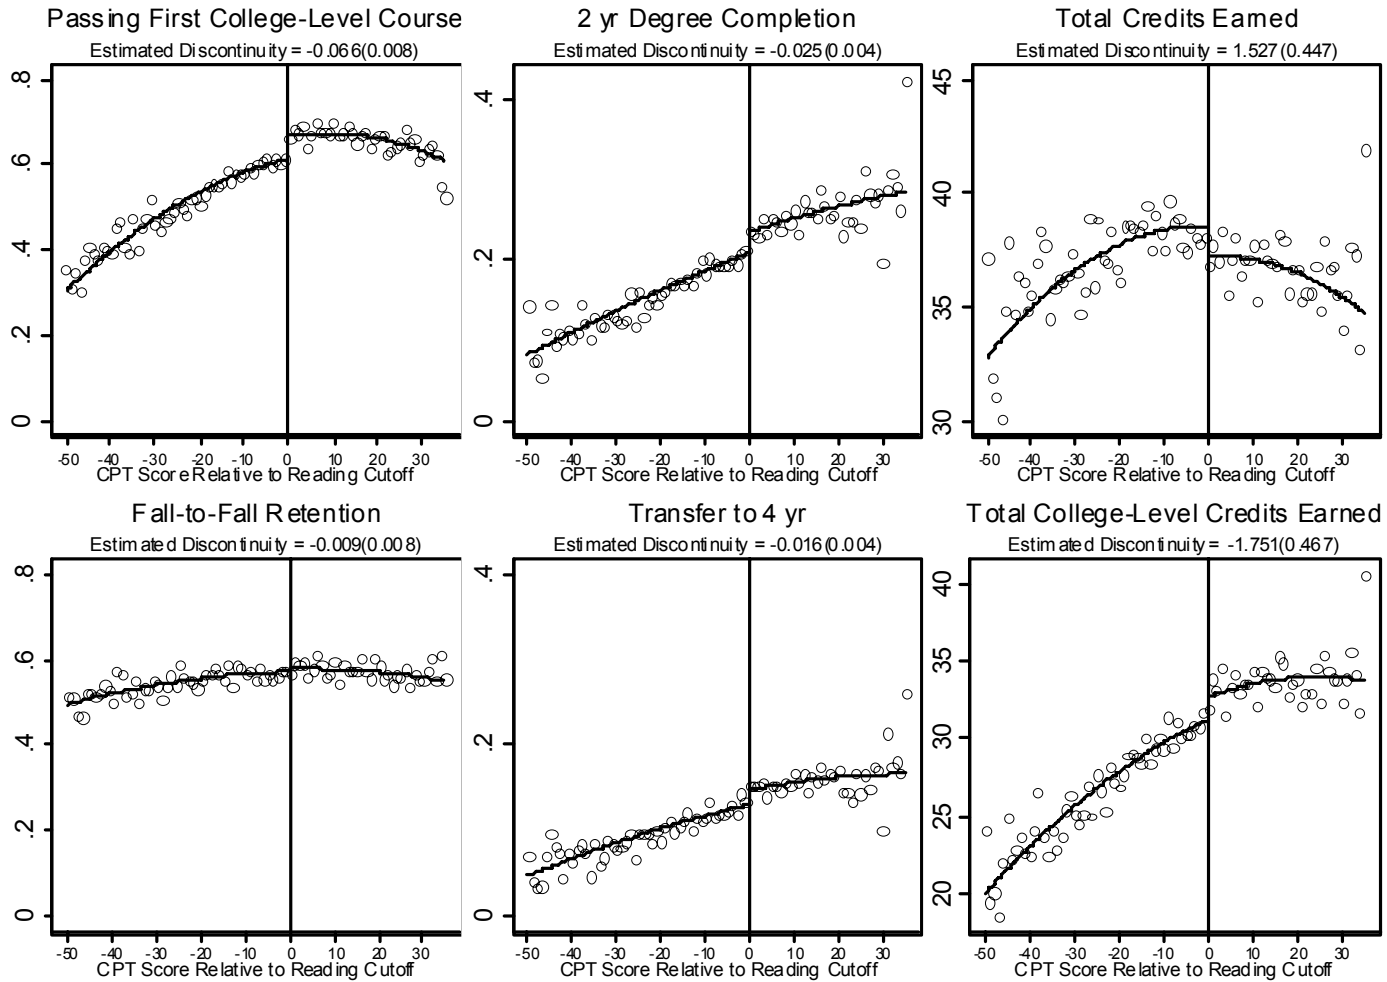 Passing First College-Level Course
Estimated Discontinuity = -0.066(0.008)
.8
.6
.4
.2
0
-50 -40 -30 -20 -10 0 10 20 30
CPT Score Relative to Reading Cutoff
2 yr Degree Completion
Estimated Discontinuity = -0.025(0.004)
.4
.2
0
-50 -40 -30 -20 -10 0 10 20 30
CPT Score Relative to Reading Cutoff
Total Credits Earned
Estimated Discontinuity = 1.527(0.447)
45
40
35
30
-50 -40 -30 -20 -10 0 10 20 30
CPT Score Relative to Reading Cutoff
Fall-to-Fall Retention
Estimated Discontinuity = -0.009(0.008)
.8
.6
.4
.2
0
-50 -40 -30 -20 -10 0 10 20 30
CPT Score Relative to Reading Cutoff
Transfer to 4 yr
Estimated Discontinuity = -0.016(0.004)
.4
.2
0
-50 -40 -30 -20 -10 0 10 20 30
CPT Score Relative to Reading Cutoff
Total College-Level Credits Earned
Estimated Discontinuity = -1.751(0.467)
40
35
30
25
20
-50 -40 -30 -20 -10 0 10 20 30
CPT Score Relative to Reading Cutoff